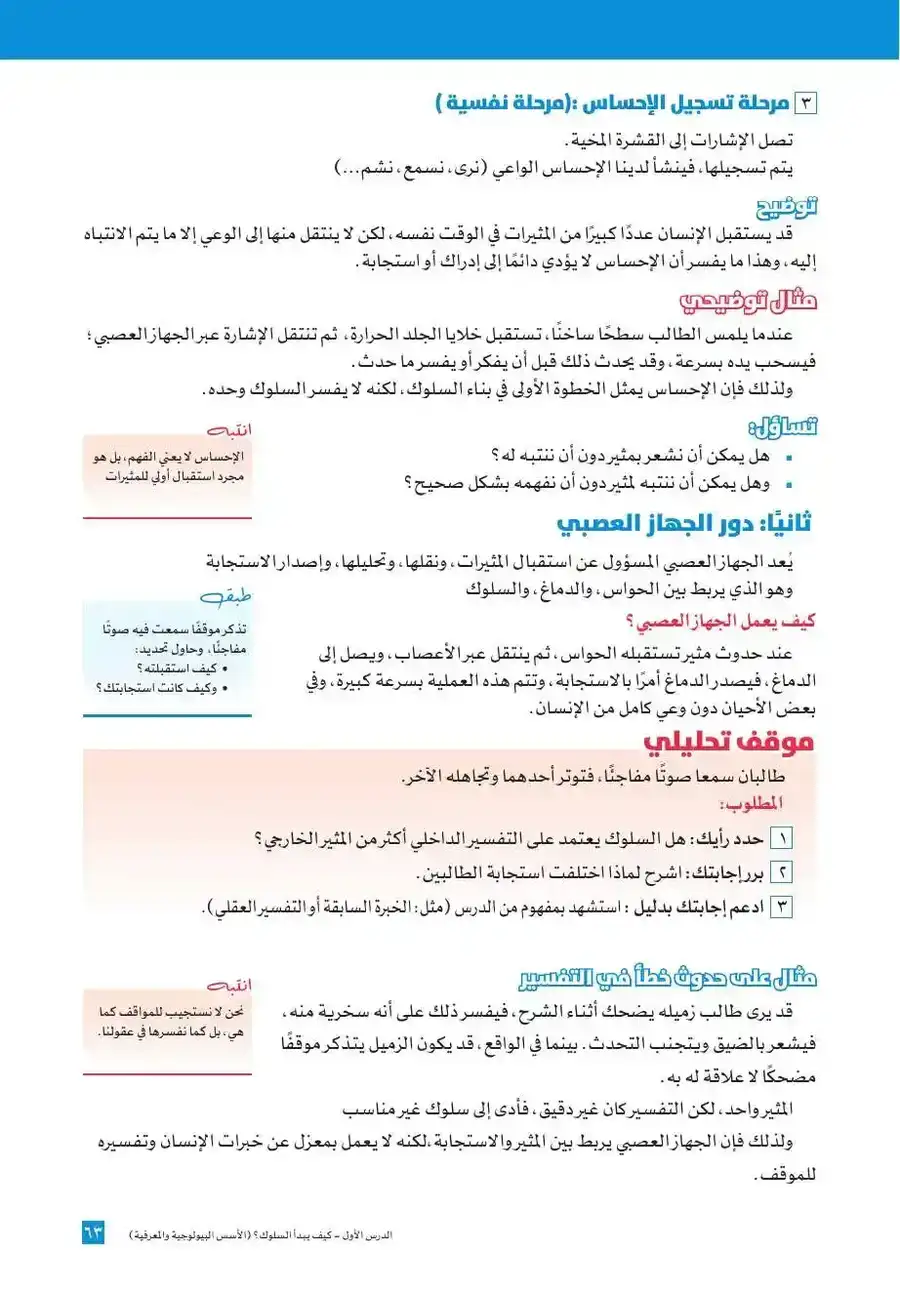 ٣ مرحلة تسجيل الإحساس :(مرحلة نفسية )
تصل الإشارات إلى القشرة المخية.
يتم تسجيلها، فينشأ لدينا الإحساس الواعي (نرى، نسمع، نشم...)
توضيح
قد يستقبل الإنسان عددًا كبيرًا من المثيرات في الوقت نفسه، لكن لا ينتقل منها إلى الوعي إلا ما يتم الانتباه
إليه، وهذا ما يفسر أن الإحساس لا يؤدي دائمًا إلى إدراك أو استجابة.
مثال توضيحي
عندما يلمس الطالب سطحًا ساخنًا، تستقبل خلايا الجلد الحرارة، ثم تنتقل الإشارة عبر الجهاز العصبي؛
فيسحب يده بسرعة، وقد يحدث ذلك قبل أن يفكر أو يفسر ما حدث.
ولذلك فإن الإحساس يمثل الخطوة الأولى في بناء السلوك، لكنه لا يفسر السلوك وحده.
تساؤل:
▪ هل يمكن أن نشعر بمثير دون أن ننتبه له؟
▪ وهل يمكن أن ننتبه لمثير دون أن نفهمه بشكل صحيح؟
انتبه
الإحساس لا يعني الفهم، بل هو
مجرد استقبال أولي للمثيرات
ثانيًا: دور الجهاز العصبي
يُعد الجهاز العصبي المسؤول عن استقبال المثيرات، ونقلها، وتحليلها، وإصدار الاستجابة
وهو الذي يربط بين الحواس، والدماغ، والسلوك
كيف يعمل الجهاز العصبي؟
عند حدوث مثير تستقبله الحواس، ثم ينتقل عبر الأعصاب، ويصل إلى
الدماغ، فيصدر الدماغ أمرًا بالاستجابة، وتتم هذه العملية بسرعة كبيرة، وفي
بعض الأحيان دون وعي كامل من الإنسان.
طبق
تذكر موقفًا سمعت فيه صوتًا
مفاجئًا، وحاول تحديد:
• كيف استقبلته؟
• وكيف كانت استجابتك؟
موقف تحليلي
طالبان سمعا صوتًا مفاجئًا، فتوتر أحدهما وتجاهله الآخر.
المطلوب:
١ حدد رأيك: هل السلوك يعتمد على التفسير الداخلي أكثر من المثير الخارجي؟
٢ برر إجابتك: اشرح لماذا اختلفت استجابة الطالبين.
٣ ادعم إجابتك بدليل : استشهد بمفهوم من الدرس (مثل: الخبرة السابقة أو التفسير العقلي).
مثال على حدوث خطأ في التفسير
قد يرى طالب زميله يضحك أثناء الشرح، فيفسر ذلك على أنه سخرية منه،
فيشعر بالضيق ويتجنب التحدث. بينما في الواقع، قد يكون الزميل يتذكر موقفًا
مضحكًا لا علاقة له به.
انتبه
نحن لا نستجيب للمواقف كما
هي، بل كما نفسرها في عقولنا.
المثير واحد، لكن التفسير كان غير دقيق، فأدى إلى سلوك غير مناسب
ولذلك فإن الجهاز العصبي يربط بين المثير والاستجابة ،لكنه لا يعمل بمعزل عن خبرات الإنسان وتفسيره
للموقف.
الدرس الأول - كيف يبدأ السلوك؟ (الأسس البيولوجية والمعرفية) ٦٣